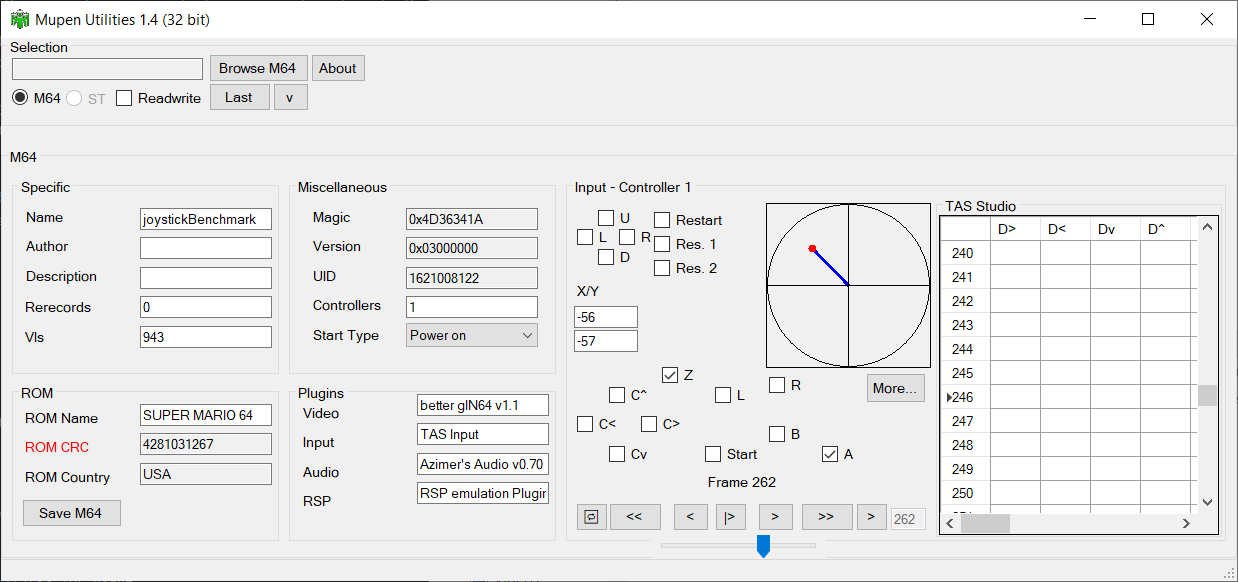 Mupen Utilities 1.4 (32 bit)
Selection
Browse M64
About
M64
ST
Readwrite
Last
v
M64
Specific
Name
joystickBenchmark
Author
Description
Rerecords
0
VIs
943
Miscellaneous
Magic
0x4D36341A
Version
0x03000000
UID
1621008122
Controllers
1
Start Type
Power on
ROM
ROM Name
SUPER MARIO 64
ROM CRC
4281031267
ROM Country
USA
Save M64
Plugins
Video
better glN64 v1.1
Input
TAS Input
Audio
Azimer's Audio v0.70
RSP
RSP emulation Plugin
Input - Controller 1
U
L
R
D
Restart
Res. 1
Res. 2
X/Y
-56
-57
Z
C^
L
R
More...
C<
C>
B
Cv
Start
A
Frame 262
<<
<
|>
>
>>
>
262
TAS Studio
D>
D<
Dv
D^
240
241
242
243
244
245
246
247
248
249
250